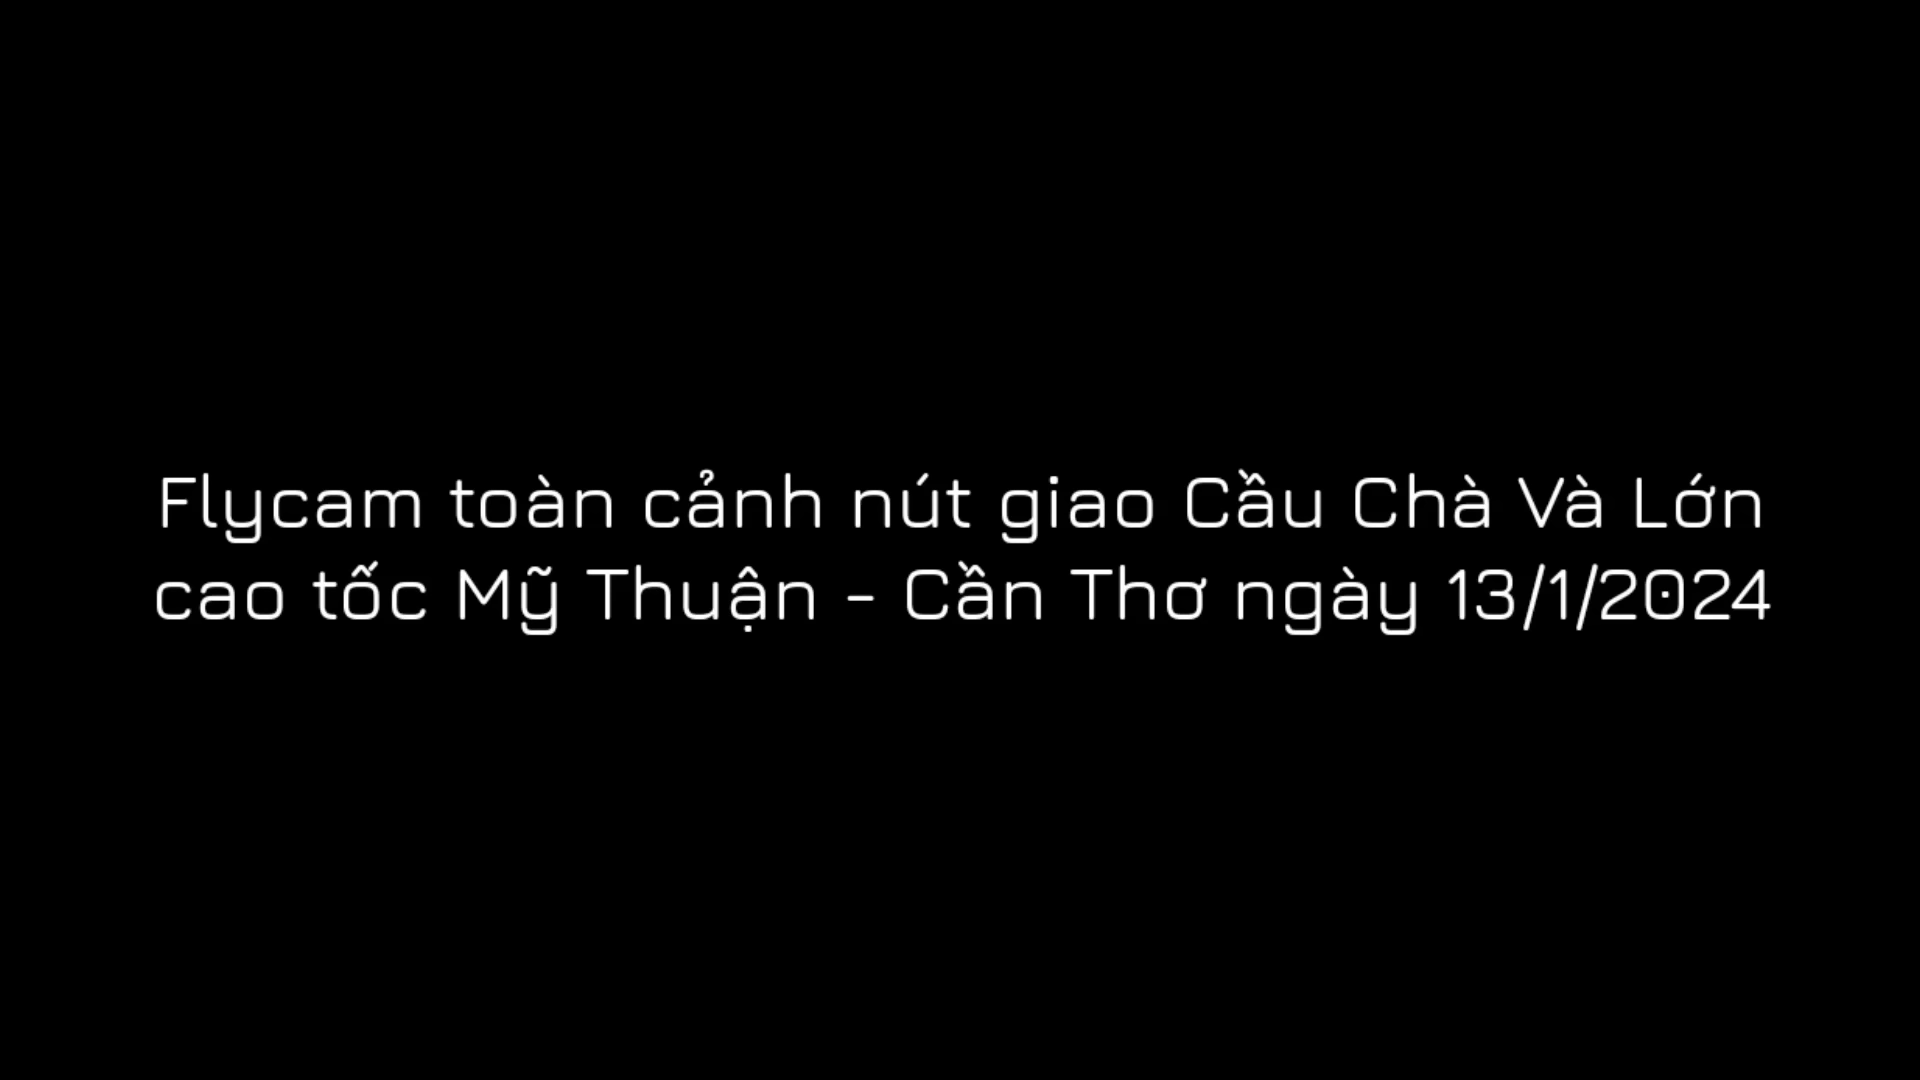 Flycam toàn cảnh nút giao Cầu Chà Và Lớn
cao tốc Mỹ Thuận - Cần Thơ ngày 13/1/2024